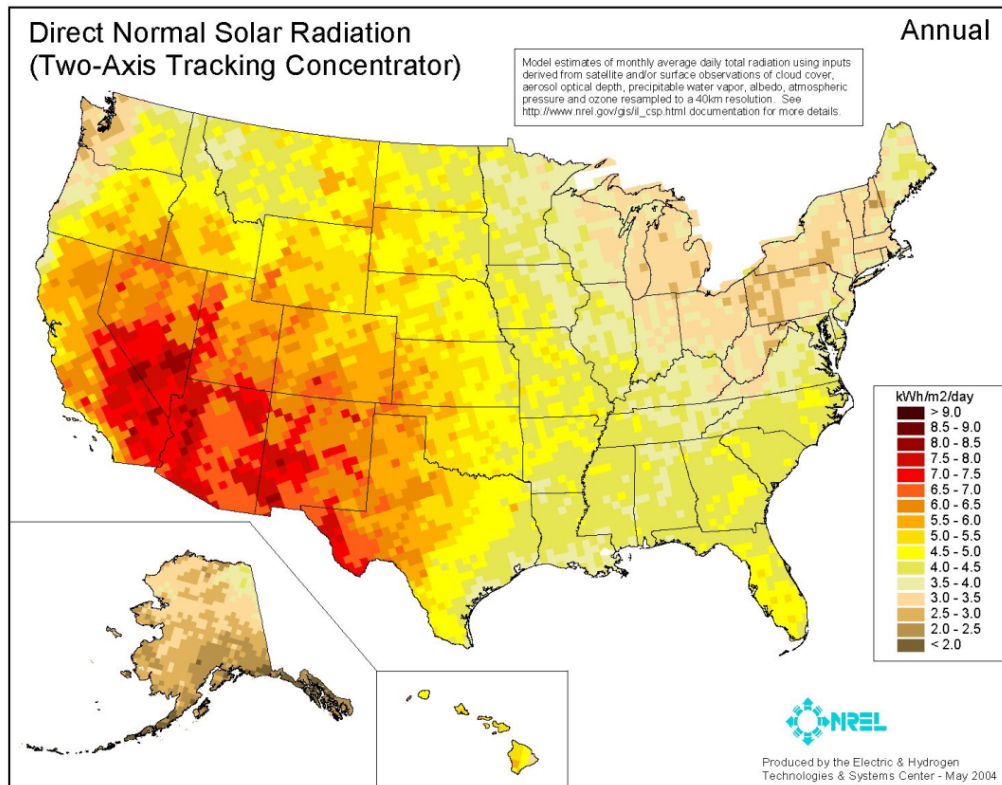 Direct Normal Solar Radiation
(Two-Axis Tracking Concentrator)
Annual
Model estimates of monthly average daily total radiation using inputs
derived from satellite and/or surface observations of cloud cover,
aerosol optical depth, precipitable water vapor, albedo, atmospheric
pressure and ozone resampled to a 40km resolution. See
http://www.nrel.gov/gis/il_csp.html documentation for more details.
kWh/m2/day
> 9.0
8.5 - 9.0
8.0 - 8.5
7.5 - 8.0
7.0 - 7.5
6.5 - 7.0
6.0 - 6.5
5.5 - 6.0
5.0 - 5.5
4.5 - 5.0
4.0 - 4.5
3.5 - 4.0
3.0 - 3.5
2.5 - 3.0
2.0 - 2.5
< 2.0
NREL
Produced by the Electric & Hydrogen
Technologies & Systems Center - May 2004